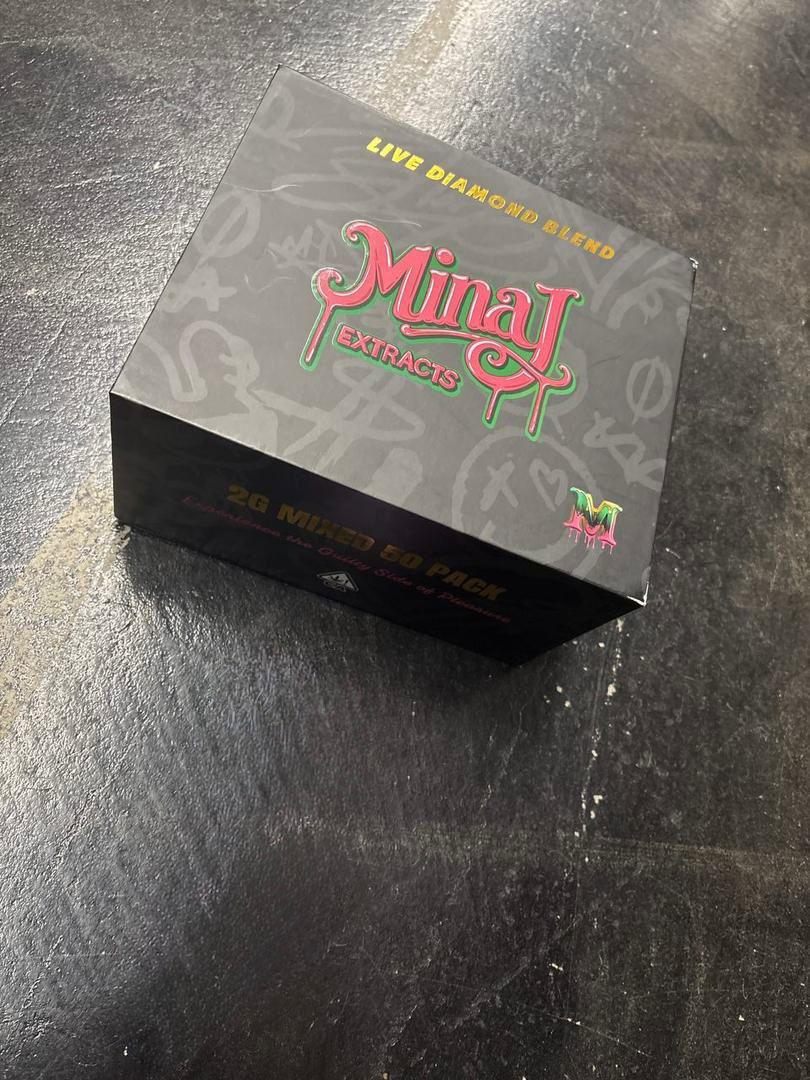 LIVE DIAMOND BLEND
Minaj
EXTRACTS
M
2G MIXED 50 PACK
Experience the Guilty Side of Pleasure